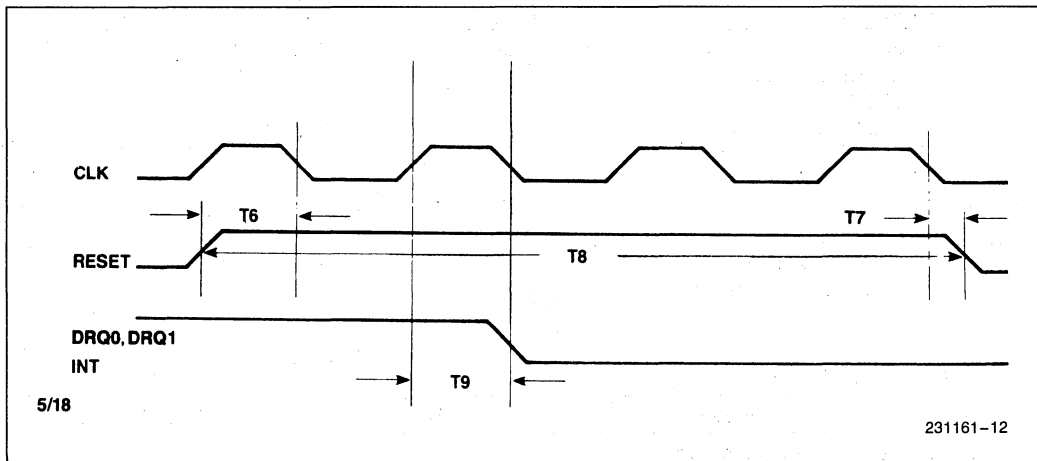 CLK
T6
T7
RESET
T8
DRQ0, DRQ1
INT
T9
5/18
231161-12